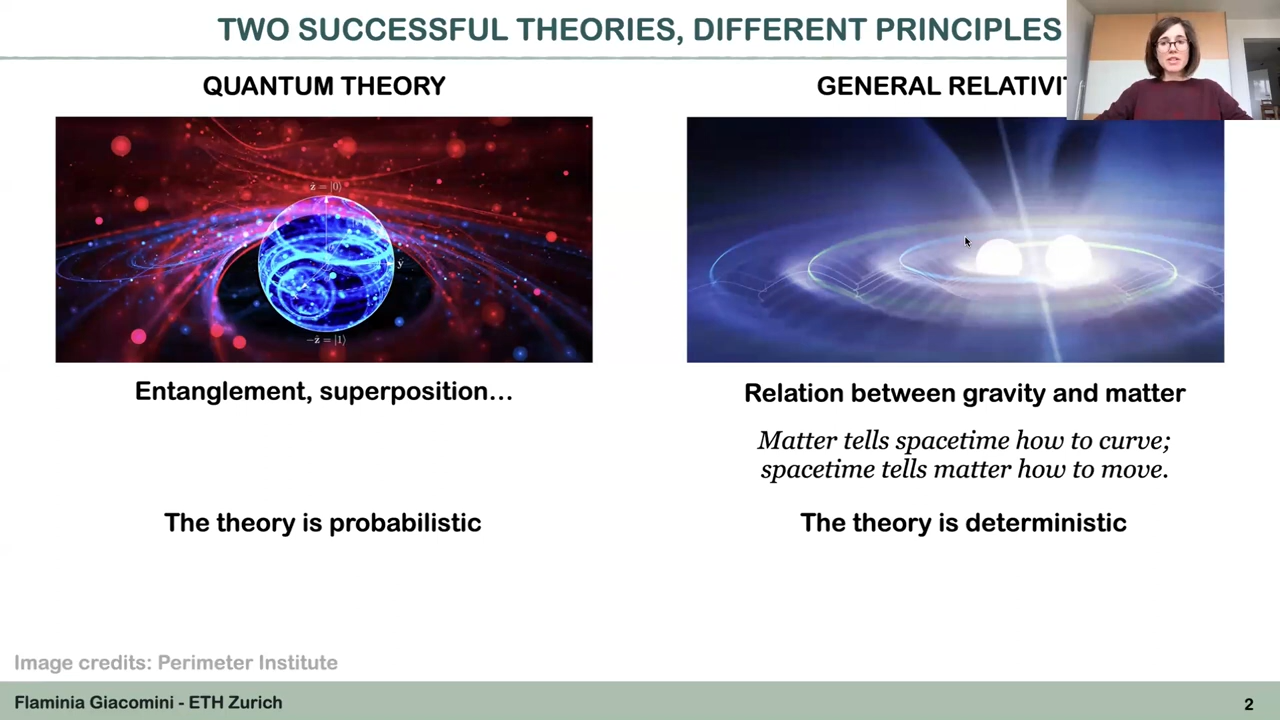 TWO SUCCESSFUL THEORIES, DIFFERENT PRINCIPLES
QUANTUM THEORY
GENERAL RELATIVI
ẑ = |0⟩
ŷ
−ẑ = |1⟩
Entanglement, superposition...
Relation between gravity and matter
Matter tells spacetime how to curve;
spacetime tells matter how to move.
The theory is probabilistic
The theory is deterministic
Image credits: Perimeter Institute
Flaminia Giacomini - ETH Zurich
2